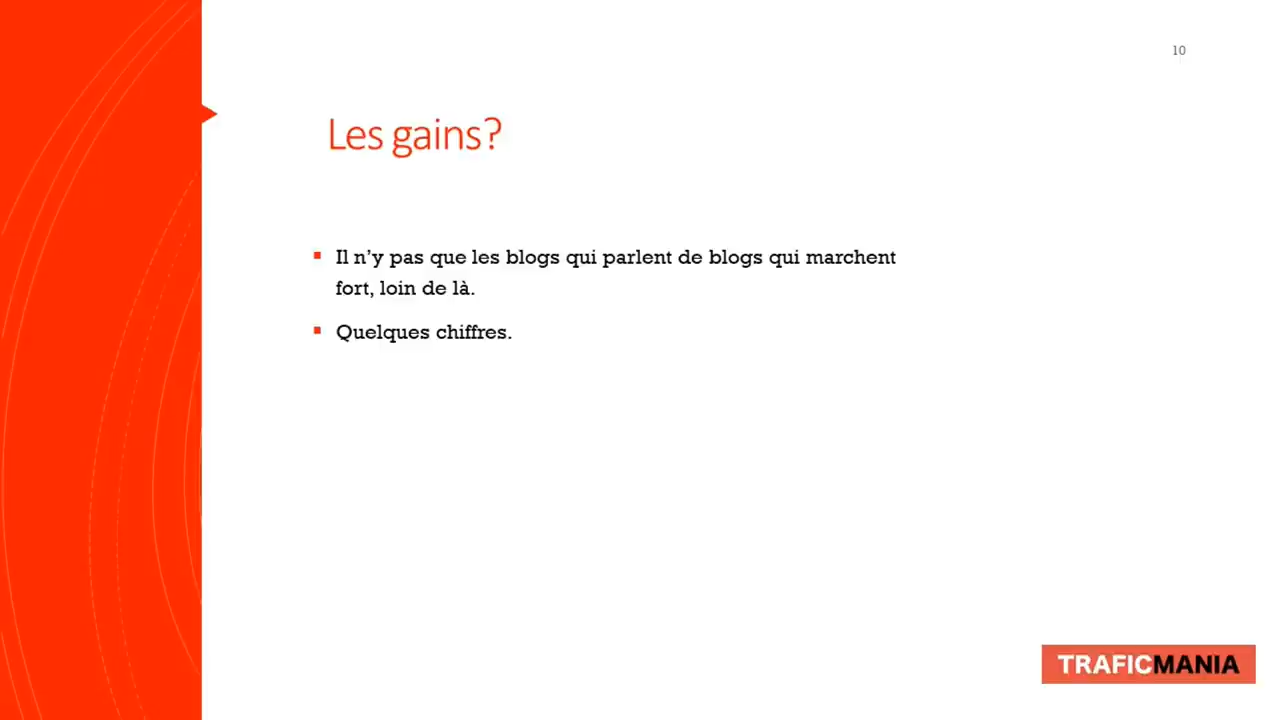 10
Les gains?
▪ Il n’y pas que les blogs qui parlent de blogs qui marchent
fort, loin de là.
▪ Quelques chiffres.
TRAFICMANIA